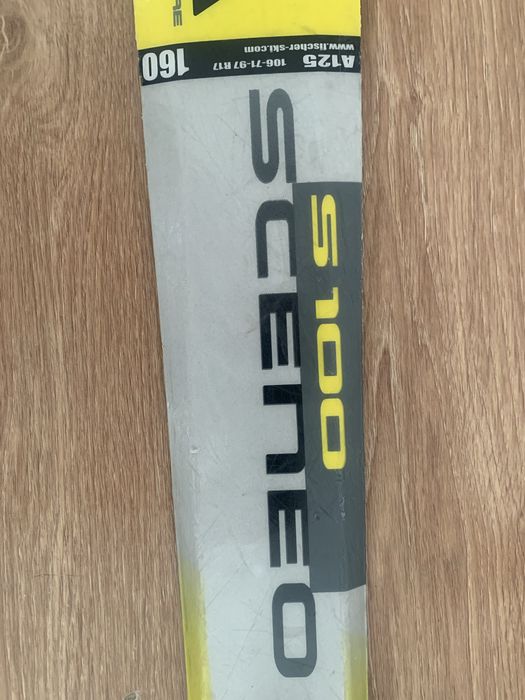 160
A125
106-71-97 R17
www.fischer-ski.com
SCENEO
S100